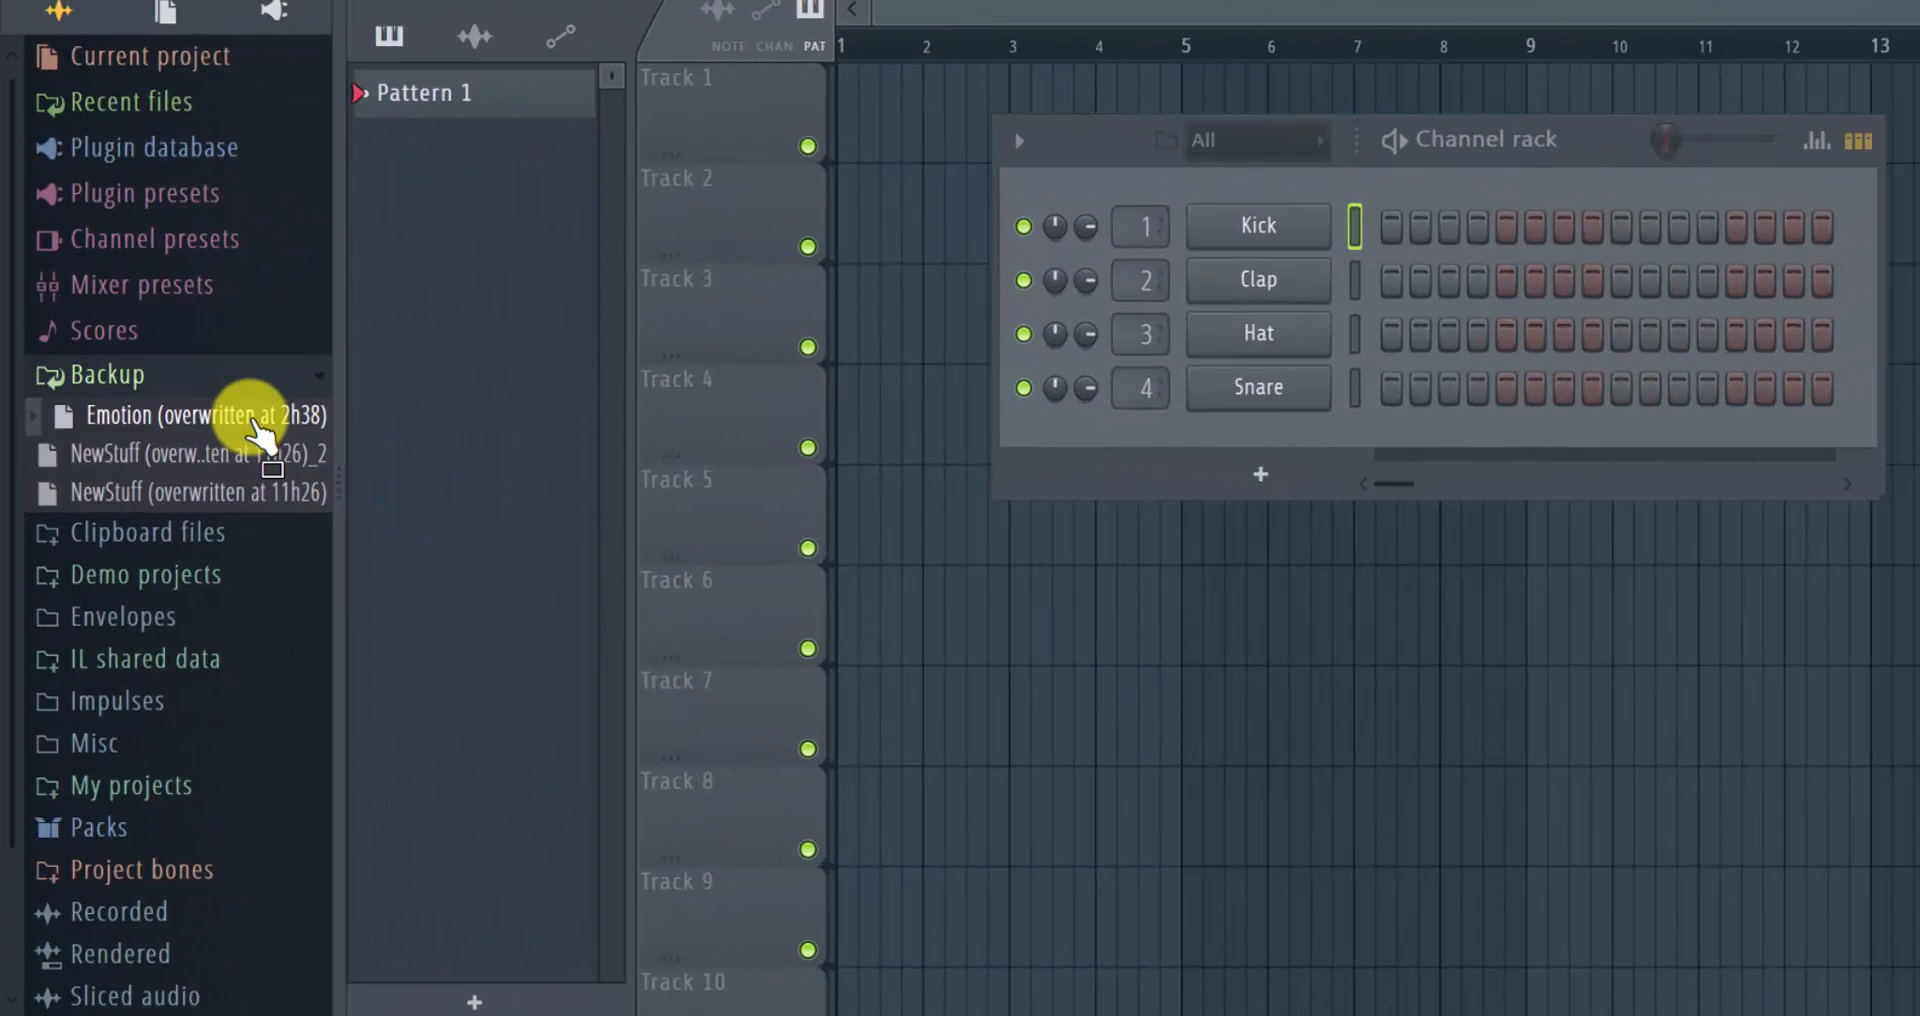 Current project
Recent files
Plugin database
Plugin presets
Channel presets
Mixer presets
Scores
Backup
Emotion (overwritten at 2h38)
NewStuff (overw..ten at 11h26)_2
NewStuff (overwritten at 11h26)
Clipboard files
Demo projects
Envelopes
IL shared data
Impulses
Misc
My projects
Packs
Project bones
Recorded
Rendered
Sliced audio
Pattern 1
+
NOTE CHAN PAT
1 2 3 4 5 6 7 8 9 10 11 12 13
Track 1
Track 2
Track 3
Track 4
Track 5
Track 6
Track 7
Track 8
Track 9
Track 10
All
Channel rack
1 Kick
2 Clap
3 Hat
4 Snare
+